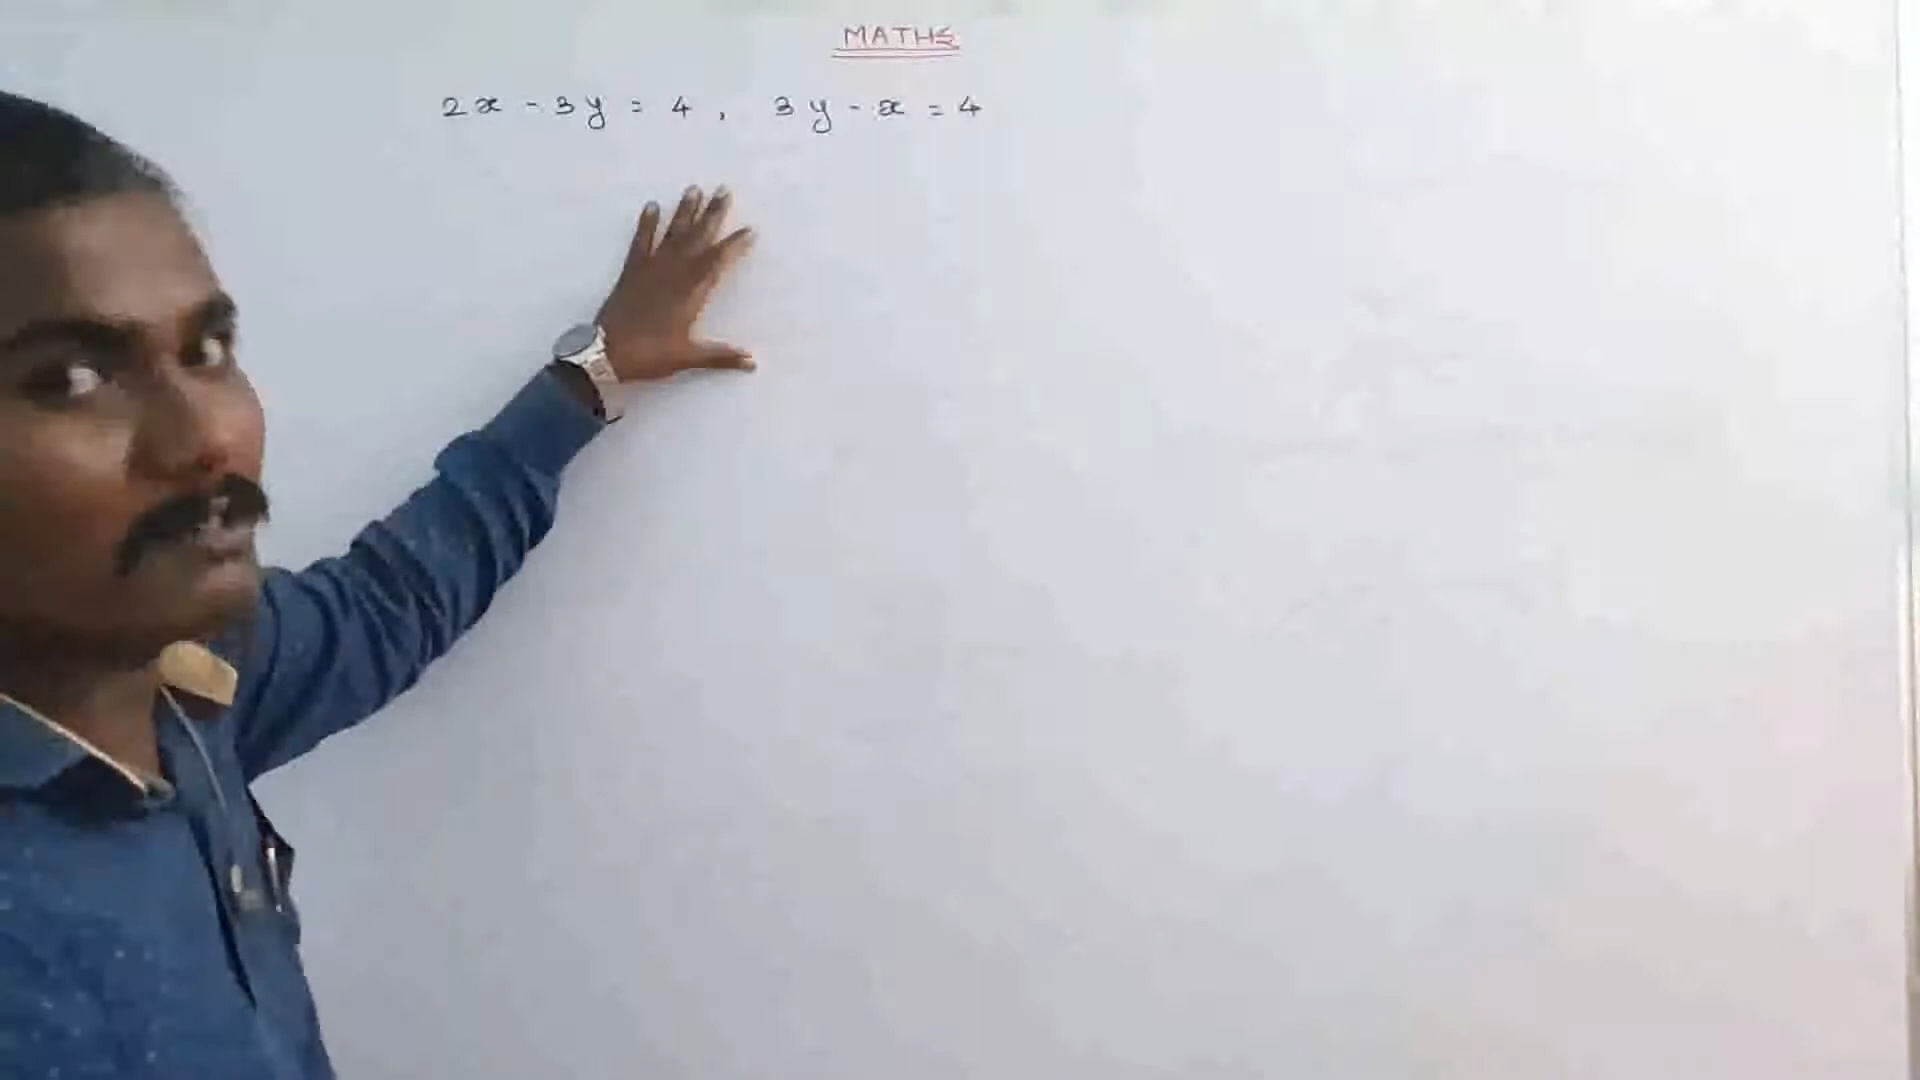 MATHS
2x - 3y = 4 , 3y - x = 4